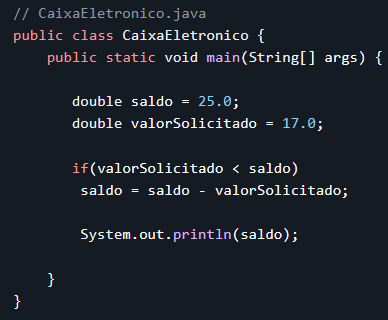 // CaixaEletronico.java
public class CaixaEletronico {
    public static void main(String[] args) {

       double saldo = 25.0;
       double valorSolicitado = 17.0;

       if(valorSolicitado < saldo)
        saldo = saldo - valorSolicitado;

        System.out.println(saldo);

    }
}